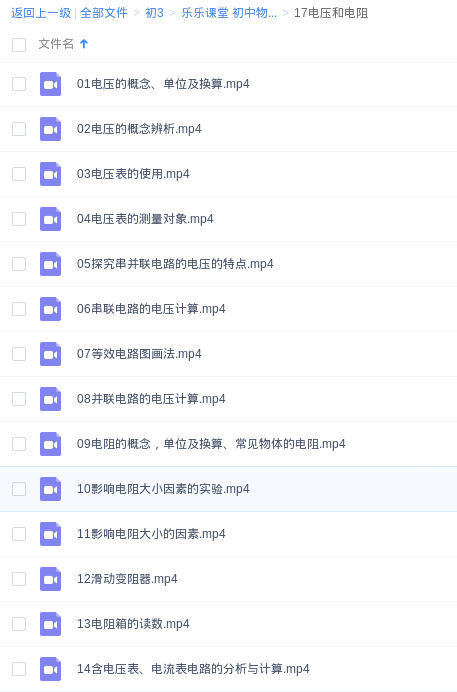 返回上一级 | 全部文件 > 初3 > 乐乐课堂 初中物... > 17电压和电阻
文件名
01电压的概念、单位及换算.mp4
02电压的概念辨析.mp4
03电压表的使用.mp4
04电压表的测量对象.mp4
05探究串并联电路的电压的特点.mp4
06串联电路的电压计算.mp4
07等效电路图画法.mp4
08并联电路的电压计算.mp4
09电阻的概念，单位及换算、常见物体的电阻.mp4
10影响电阻大小因素的实验.mp4
11影响电阻大小的因素.mp4
12滑动变阻器.mp4
13电阻箱的读数.mp4
14含电压表、电流表电路的分析与计算.mp4